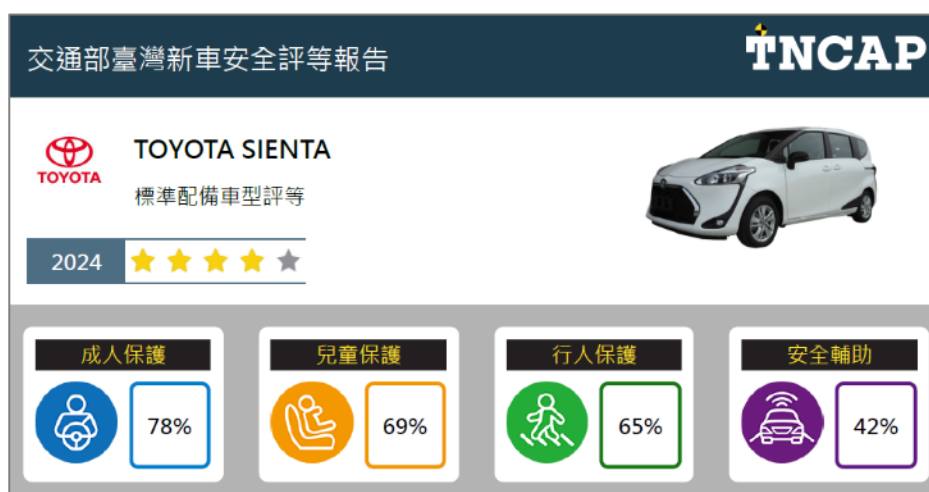 交通部臺灣新車安全評等報告
TNCAP
TOYOTA SIENTA
TOYOTA
標準配備車型評等
2024
成人保護
兒童保護
行人保護
安全輔助
78%
69%
65%
42%